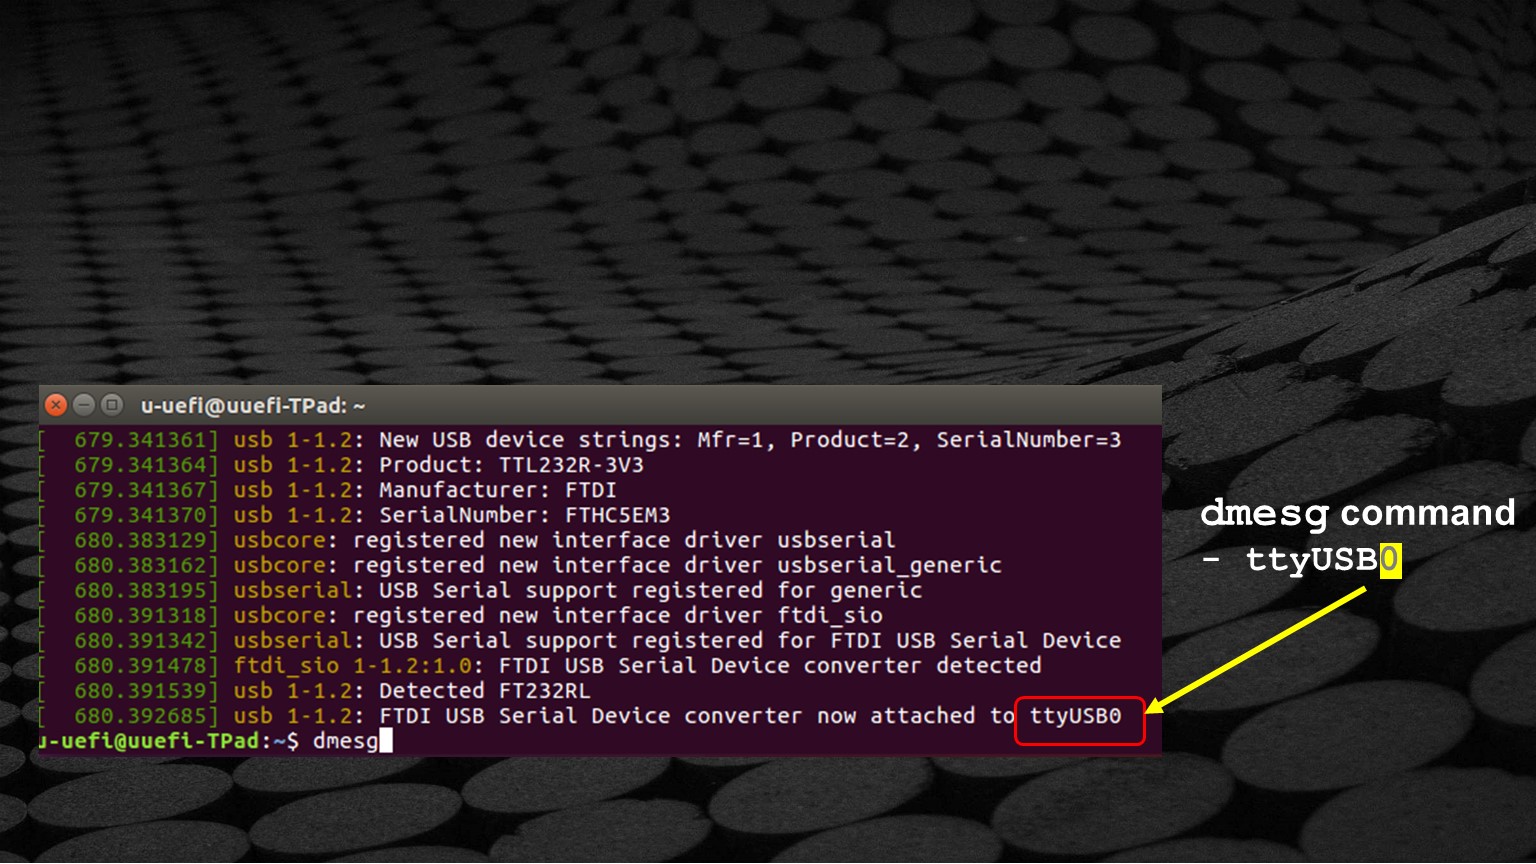 u-uefi@uuefi-TPad: ~
[   679.341361] usb 1-1.2: New USB device strings: Mfr=1, Product=2, SerialNumber=3
[   679.341364] usb 1-1.2: Product: TTL232R-3V3
[   679.341367] usb 1-1.2: Manufacturer: FTDI
[   679.341370] usb 1-1.2: SerialNumber: FTHC5EM3
[   680.383129] usbcore: registered new interface driver usbserial
[   680.383162] usbcore: registered new interface driver usbserial_generic
[   680.383195] usbserial: USB Serial support registered for generic
[   680.391318] usbcore: registered new interface driver ftdi_sio
[   680.391342] usbserial: USB Serial support registered for FTDI USB Serial Device
[   680.391478] ftdi_sio 1-1.2:1.0: FTDI USB Serial Device converter detected
[   680.391539] usb 1-1.2: Detected FT232RL
[   680.392685] usb 1-1.2: FTDI USB Serial Device converter now attached to ttyUSB0
u-uefi@uuefi-TPad:~$ dmesg
dmesg command
- ttyUSB0